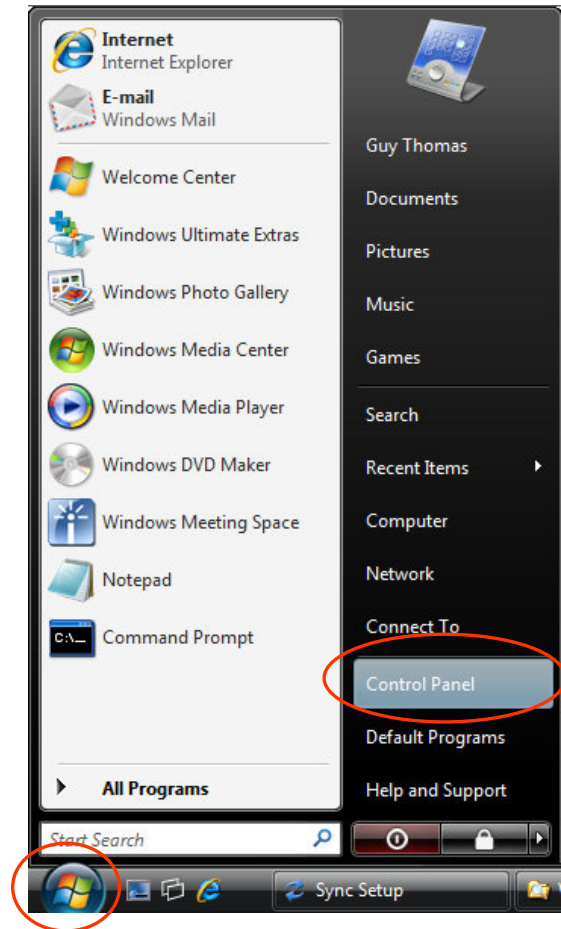 Internet
Internet Explorer
E-mail
Windows Mail
Welcome Center
Windows Ultimate Extras
Windows Photo Gallery
Windows Media Center
Windows Media Player
Windows DVD Maker
Windows Meeting Space
Notepad
C:\_
Command Prompt
All Programs
Start Search
Guy Thomas
Documents
Pictures
Music
Games
Search
Recent Items
Computer
Network
Connect To
Control Panel
Default Programs
Help and Support
Sync Setup